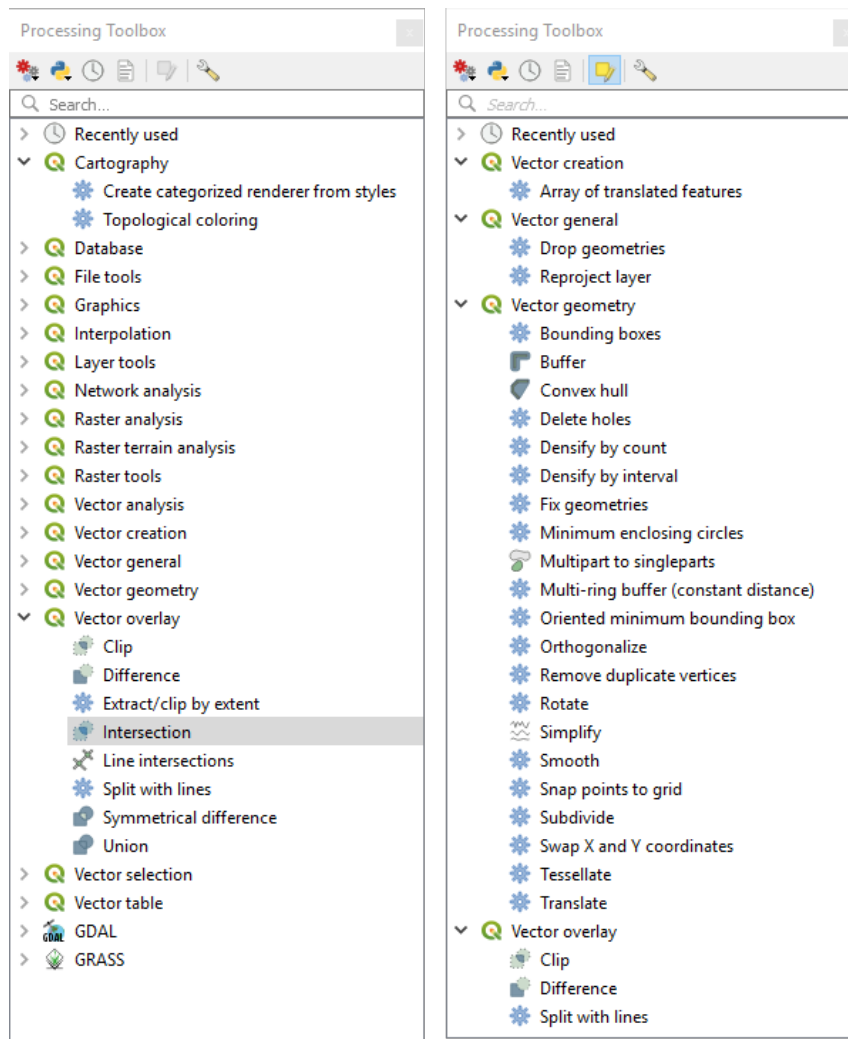 Processing Toolbox
Search...
Recently used
Cartography
Create categorized renderer from styles
Topological coloring
Database
File tools
Graphics
Interpolation
Layer tools
Network analysis
Raster analysis
Raster terrain analysis
Raster tools
Vector analysis
Vector creation
Vector general
Vector geometry
Vector overlay
Clip
Difference
Extract/clip by extent
Intersection
Line intersections
Split with lines
Symmetrical difference
Union
Vector selection
Vector table
GDAL
GDAL
GRASS
Processing Toolbox
Search...
Recently used
Vector creation
Array of translated features
Vector general
Drop geometries
Reproject layer
Vector geometry
Bounding boxes
Buffer
Convex hull
Delete holes
Densify by count
Densify by interval
Fix geometries
Minimum enclosing circles
Multipart to singleparts
Multi-ring buffer (constant distance)
Oriented minimum bounding box
Orthogonalize
Remove duplicate vertices
Rotate
Simplify
Smooth
Snap points to grid
Subdivide
Swap X and Y coordinates
Tessellate
Translate
Vector overlay
Clip
Difference
Split with lines